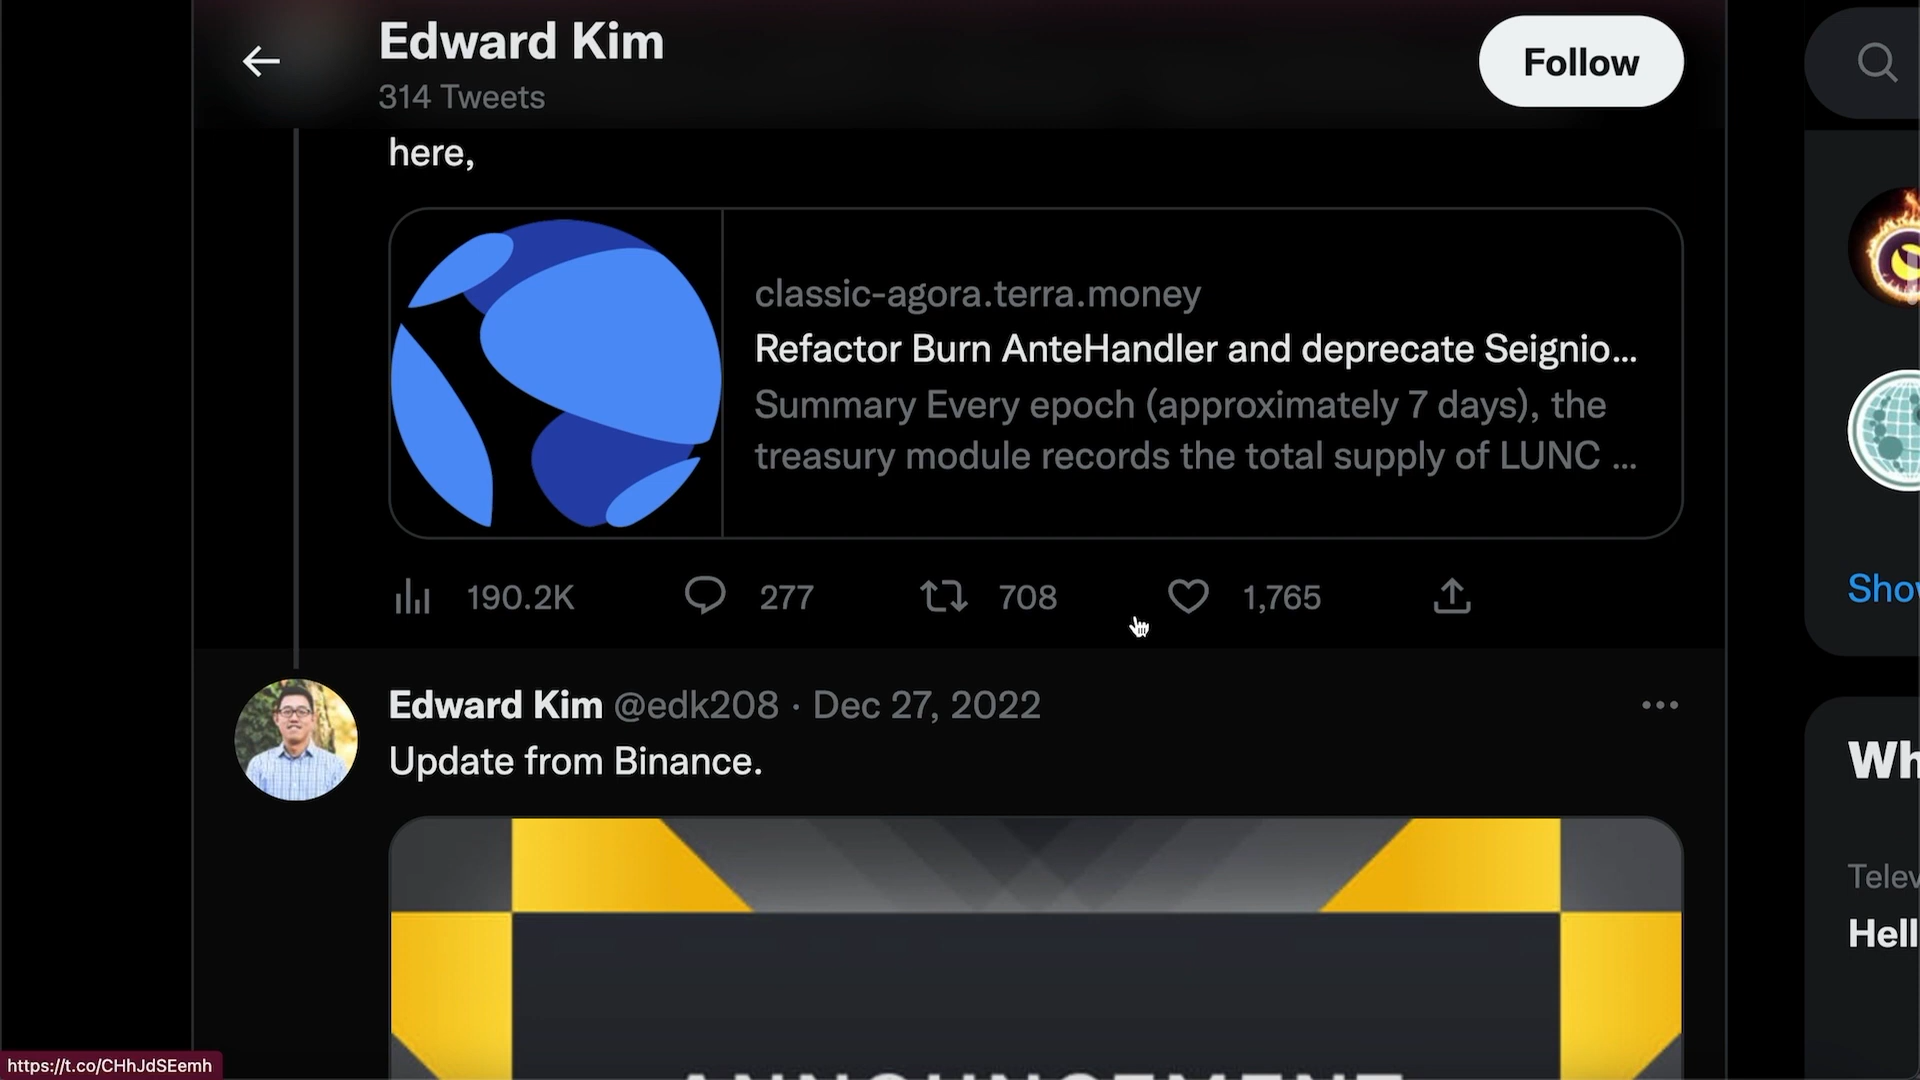 Edward Kim
314 Tweets
Follow
here,
classic-agora.terra.money
Refactor Burn AnteHandler and deprecate Seignio...
Summary Every epoch (approximately 7 days), the
treasury module records the total supply of LUNC ...
190.2K 277 708 1,765
Edward Kim @edk208 · Dec 27, 2022
Update from Binance.
ANNOUNCEMENT
Sho
Wh
Telev
Hell
https://t.co/CHhJdSEemh